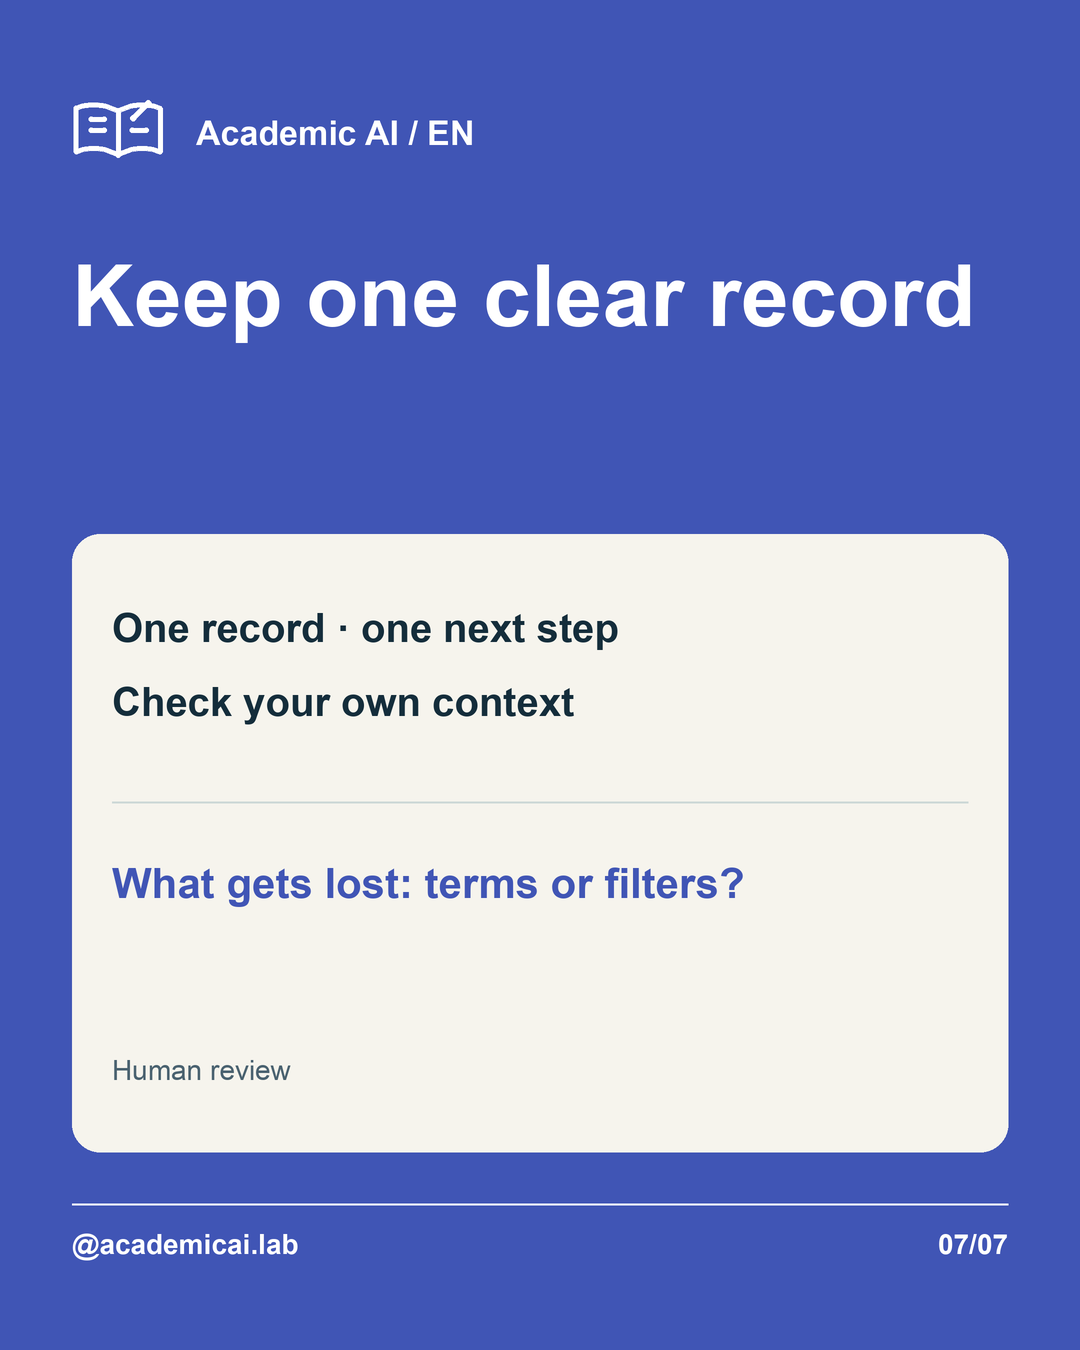 Academic AI / EN
Keep one clear record
One record · one next step
Check your own context
What gets lost: terms or filters?
Human review
@academicai.lab
07/07